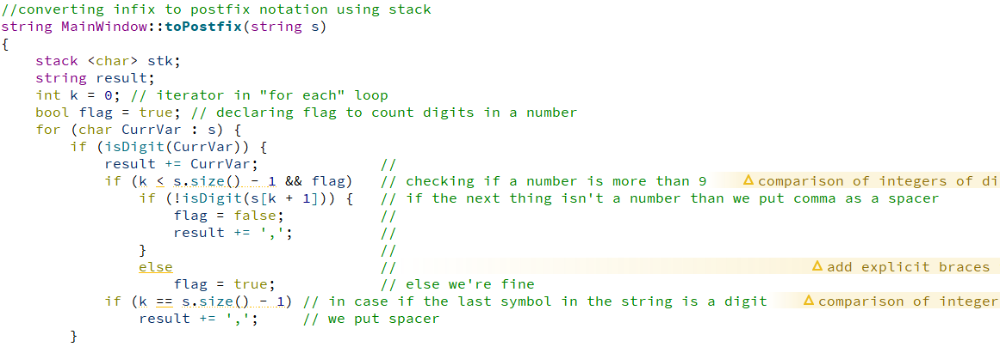 //converting infix to postfix notation using stack
string MainWindow::toPostfix(string s)
{
    stack <char> stk;
    string result;
    int k = 0; // iterator in "for each" loop
    bool flag = true; // declaring flag to count digits in a number
    for (char CurrVar : s) {
        if (isDigit(CurrVar)) {
            result += CurrVar;              //
            if (k < s.size() - 1 && flag)   // checking if a number is more than 9    ⚠ comparison of integers of di
                if (!isDigit(s[k + 1])) {   // if the next thing isn't a number than we put comma as a spacer
                    flag = false;           //
                    result += ',';          //
                }                           //
                else                        //    ⚠ add explicit braces
                    flag = true;            // else we're fine
            if (k == s.size() - 1) // in case if the last symbol in the string is a digit    ⚠ comparison of integer
                result += ',';     // we put spacer
        }